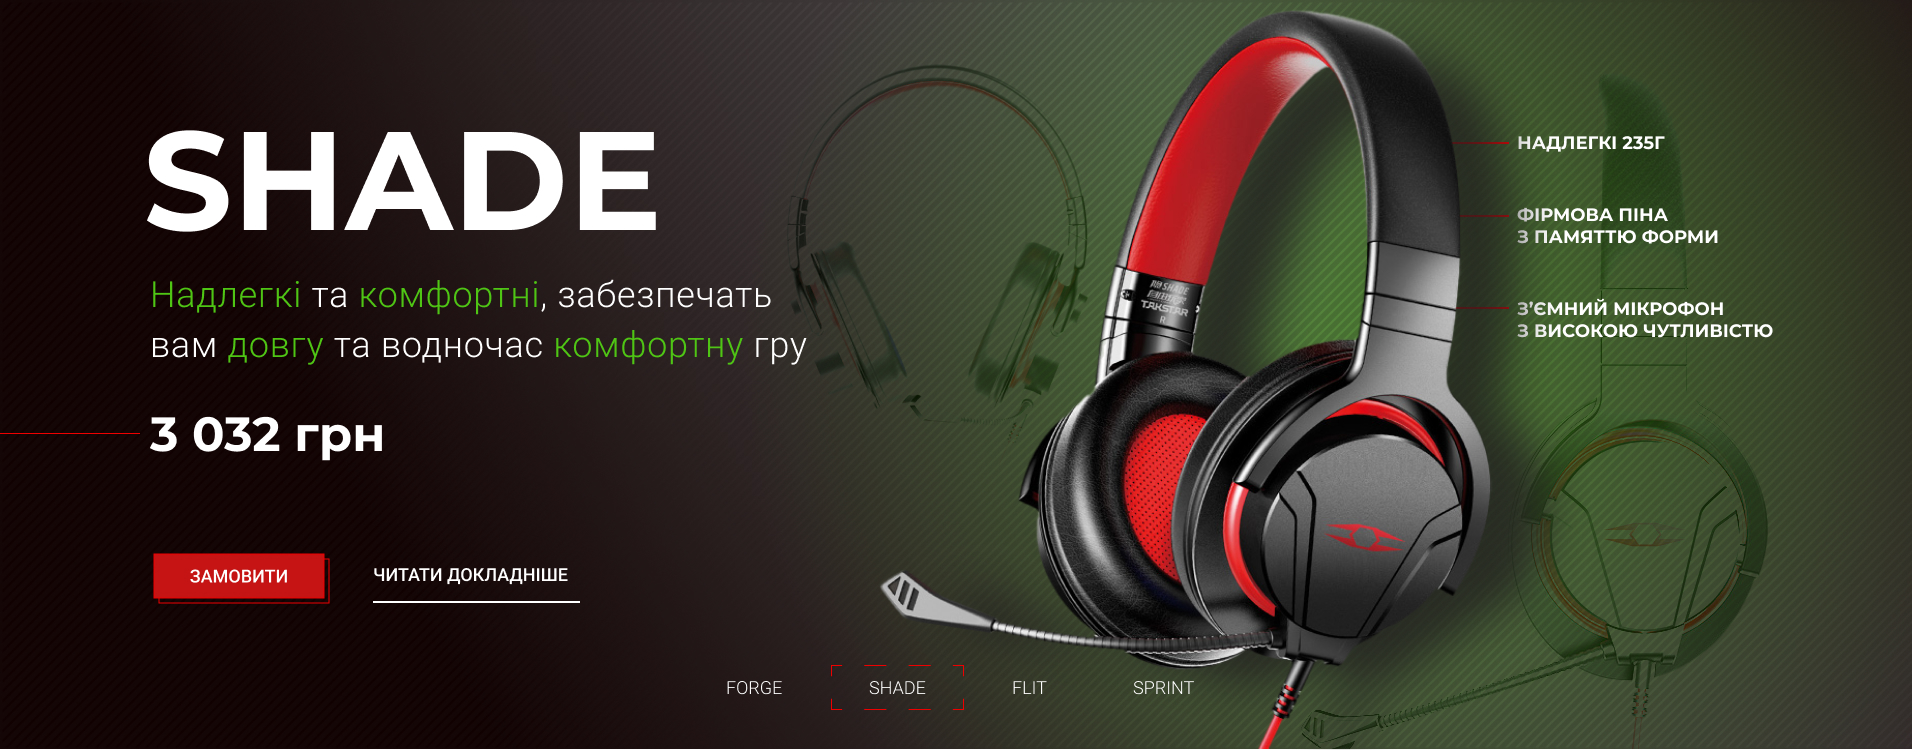 SHADE
Надлегкі та комфортні, забезпечать
вам довгу та водночас комфортну гру
3 032 грн
ЗАМОВИТИ
ЧИТАТИ ДОКЛАДНІШЕ
НАДЛЕГКІ 235Г
ФІРМОВА ПІНА
З ПАМЯТТЮ ФОРМИ
З’ЄМНИЙ МІКРОФОН
З ВИСОКОЮ ЧУТЛИВІСТЮ
SHADE
TAKSTAR
R
FORGE
SHADE
FLIT
SPRINT